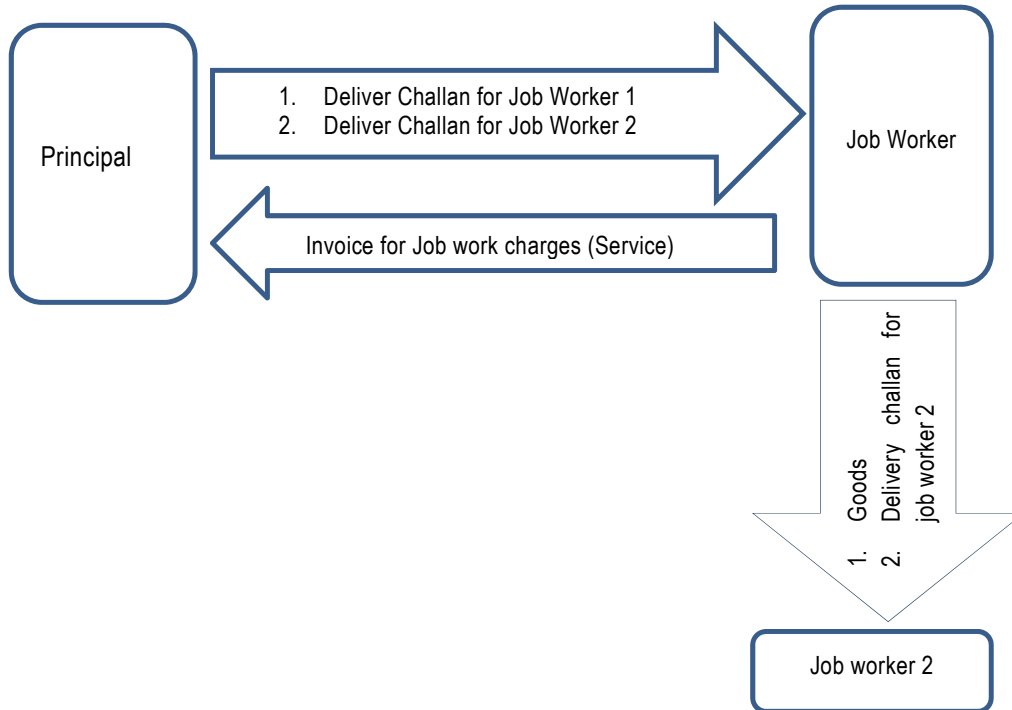 Principal
1. Deliver Challan for Job Worker 1
2. Deliver Challan for Job Worker 2
Job Worker
Invoice for Job work charges (Service)
1. Goods
2. Delivery challan for
job worker 2
Job worker 2